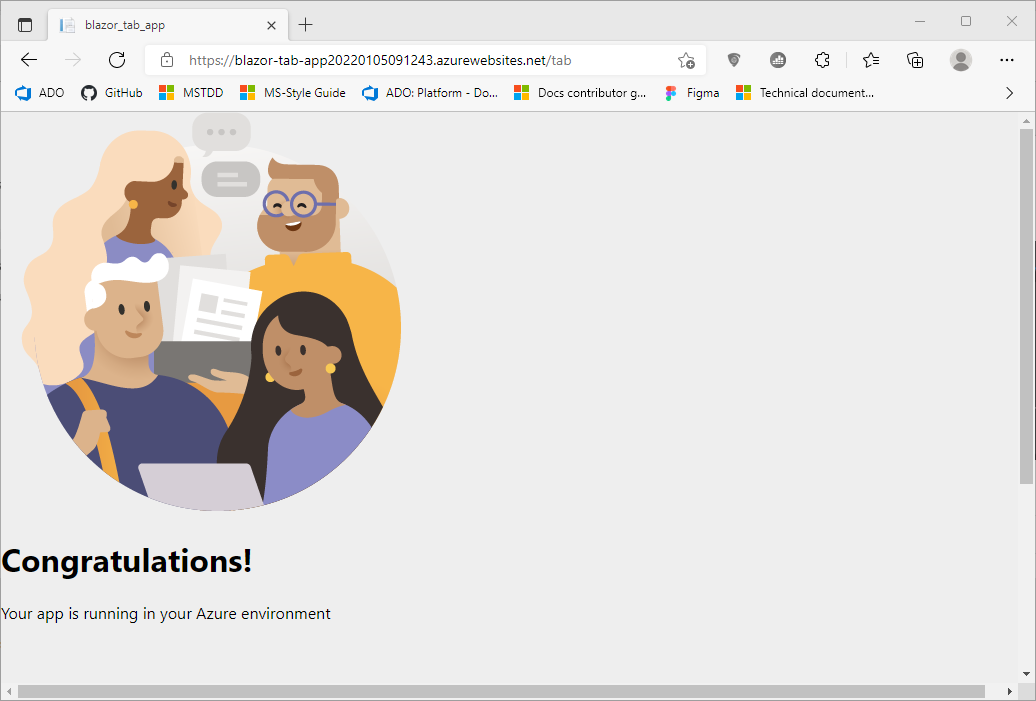 blazor_tab_app
https://blazor-tab-app20220105091243.azurewebsites.net/tab
ADO GitHub MSTDD MS-Style Guide ADO: Platform - Do... Docs contributor g... Figma Technical document...
Congratulations!
Your app is running in your Azure environment